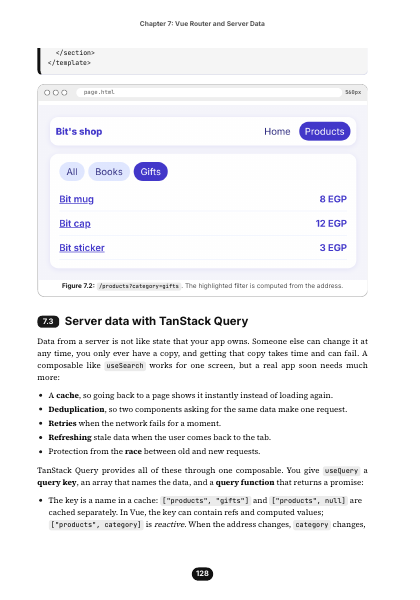 Chapter 7: Vue Router and Server Data
</section>
</template>
page.html
560px
Bit's shop
Home
Products
All
Books
Gifts
Bit mug
8 EGP
Bit cap
12 EGP
Bit sticker
3 EGP
Figure 7.2: /products?category=gifts. The highlighted filter is computed from the address.
7.3 Server data with TanStack Query
Data from a server is not like state that your app owns. Someone else can change it at
any time, you only ever have a copy, and getting that copy takes time and can fail. A
composable like useSearch works for one screen, but a real app soon needs much
more:
• A cache, so going back to a page shows it instantly instead of loading again.
• Deduplication, so two components asking for the same data make one request.
• Retries when the network fails for a moment.
• Refreshing stale data when the user comes back to the tab.
• Protection from the race between old and new requests.
TanStack Query provides all of these through one composable. You give useQuery a
query key, an array that names the data, and a query function that returns a promise:
• The key is a name in a cache: ["products", "gifts"] and ["products", null] are
cached separately. In Vue, the key can contain refs and computed values;
["products", category] is reactive. When the address changes, category changes,
128